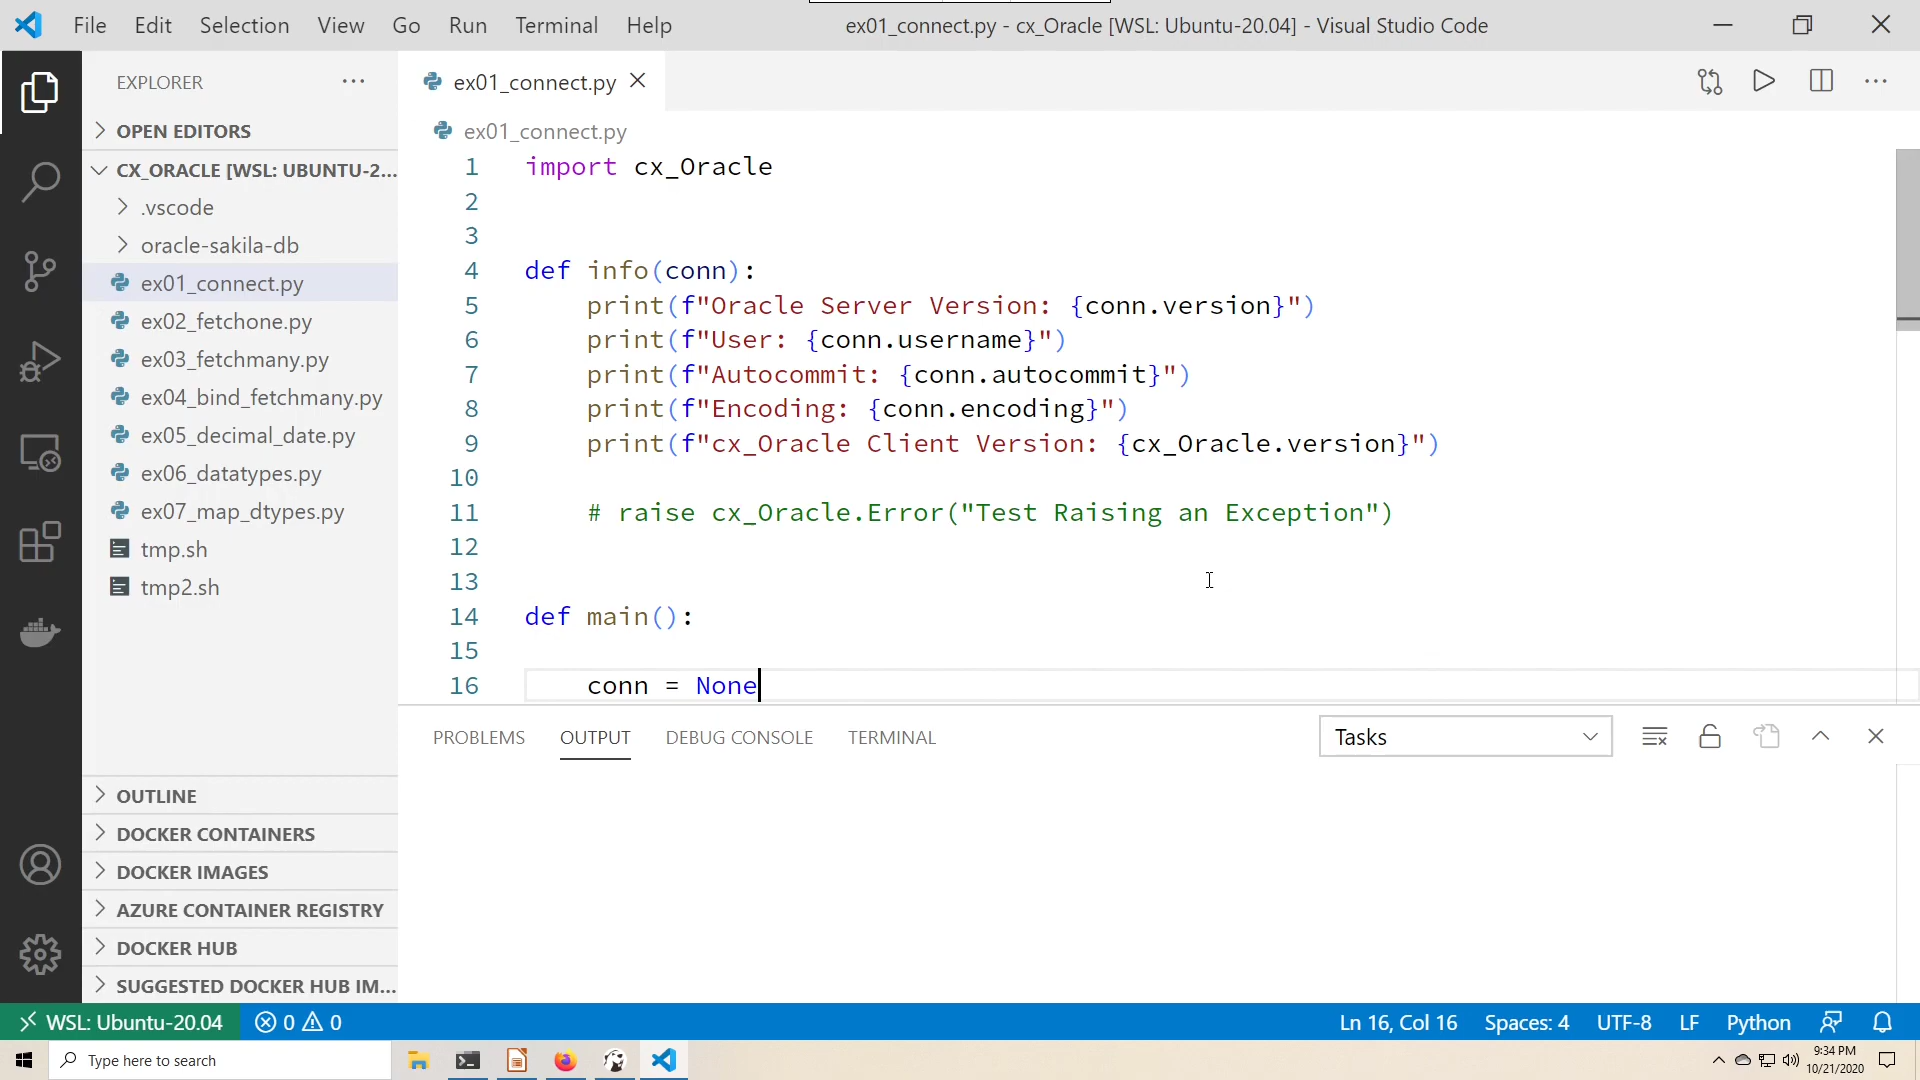 File Edit Selection View Go Run Terminal Help
ex01_connect.py - cx_Oracle [WSL: Ubuntu-20.04] - Visual Studio Code
EXPLORER
OPEN EDITORS
CX_ORACLE [WSL: UBUNTU-2...
.vscode
oracle-sakila-db
ex01_connect.py
ex02_fetchone.py
ex03_fetchmany.py
ex04_bind_fetchmany.py
ex05_decimal_date.py
ex06_datatypes.py
ex07_map_dtypes.py
tmp.sh
tmp2.sh
OUTLINE
DOCKER CONTAINERS
DOCKER IMAGES
AZURE CONTAINER REGISTRY
DOCKER HUB
SUGGESTED DOCKER HUB IM...
ex01_connect.py
ex01_connect.py
1 import cx_Oracle
2
3
4 def info(conn):
5 print(f"Oracle Server Version: {conn.version}")
6 print(f"User: {conn.username}")
7 print(f"Autocommit: {conn.autocommit}")
8 print(f"Encoding: {conn.encoding}")
9 print(f"cx_Oracle Client Version: {cx_Oracle.version}")
10
11 # raise cx_Oracle.Error("Test Raising an Exception")
12
13
14 def main():
15
16 conn = None
PROBLEMS OUTPUT DEBUG CONSOLE TERMINAL
Tasks
WSL: Ubuntu-20.04 0 0
Ln 16, Col 16 Spaces: 4 UTF-8 LF Python
Type here to search
9:34 PM
10/21/2020